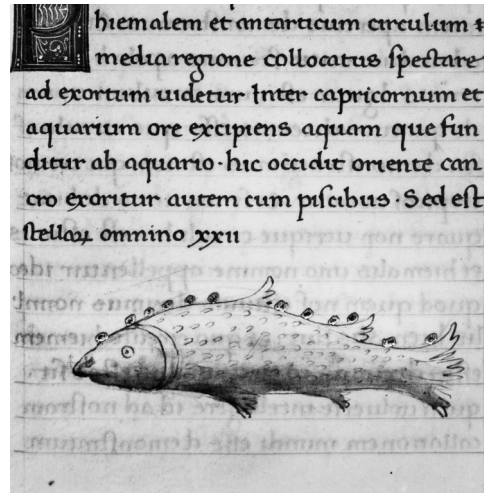 P
hiemalem et antarticum circulum ⁊
media regione collocatus spectare
ad exortum uidetur Inter capricornum et
aquarium ore excipiens aquam que fun
ditur ab aquario · hic occidit oriente can
cro exoritur autem cum piscibus · Sed est
stellaꝝ omnino xxii